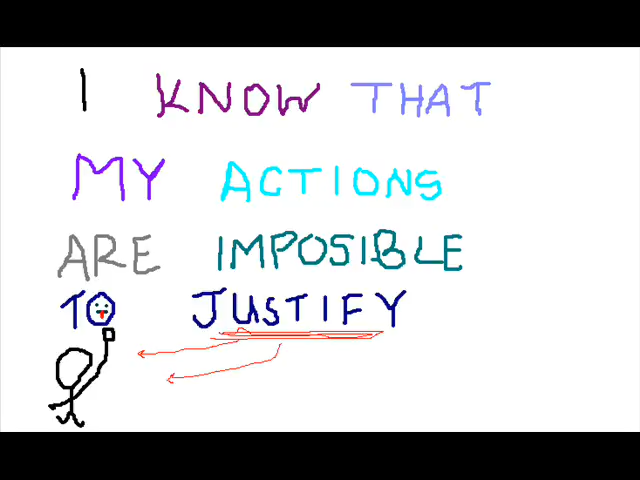 I KNOW THAT
MY ACTIONS
ARE IMPOSIBLE
TO JUSTIFY